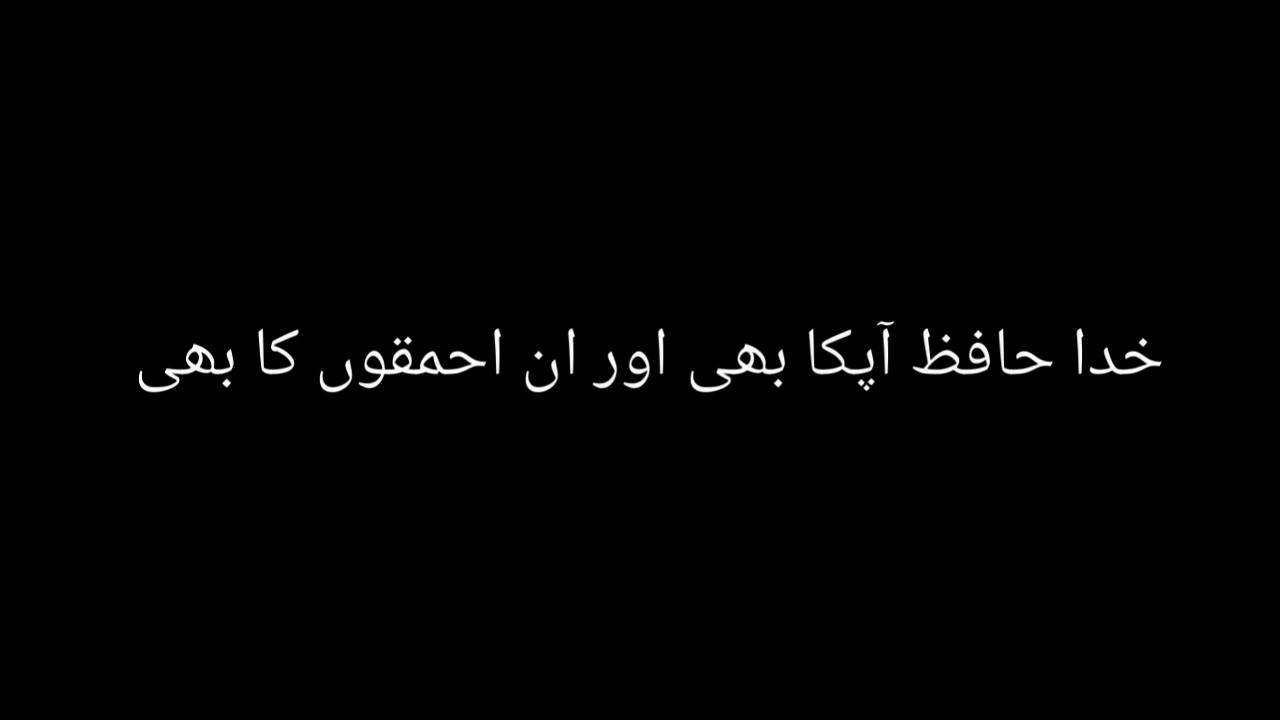 خدا حافظ آپکا بھی اور ان احمقوں کا بھی